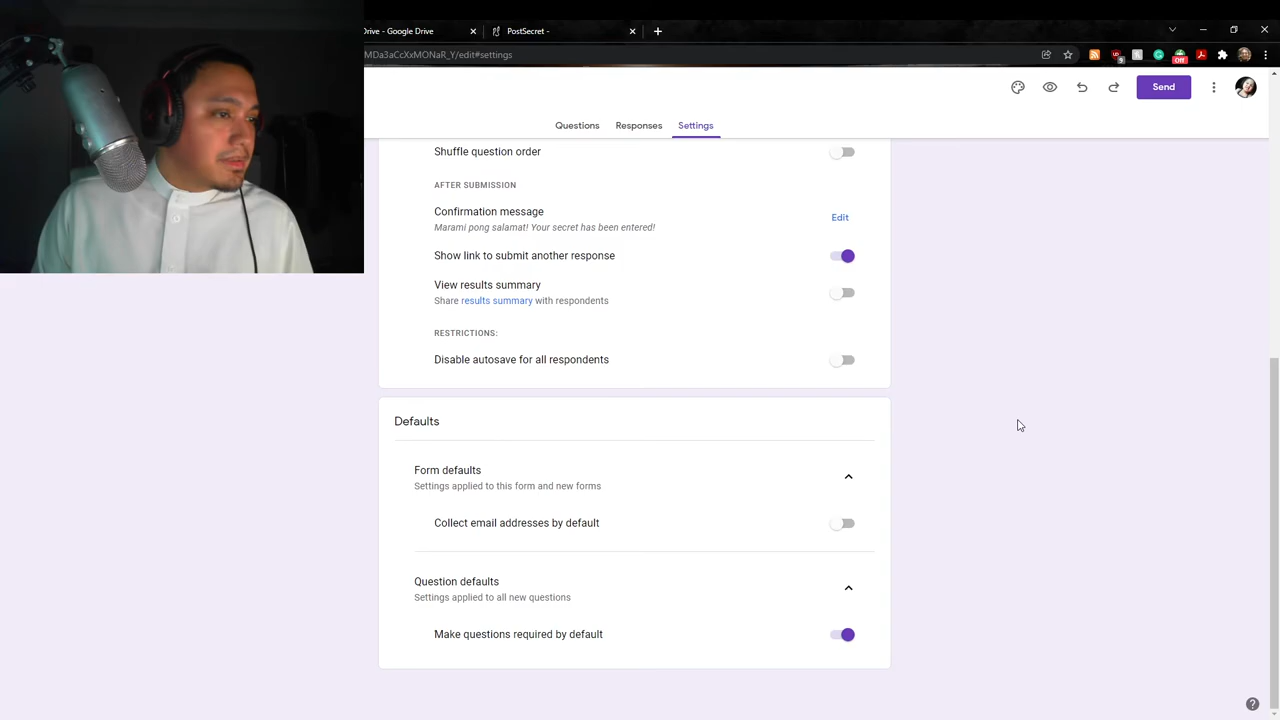 Drive - Google Drive
PostSecret -
MDa3aCcXxMONaR_Y/edit#settings
9
Off
Send
Questions
Responses
Settings
Shuffle question order
AFTER SUBMISSION
Confirmation message
Edit
Marami pong salamat! Your secret has been entered!
Show link to submit another response
View results summary
Share results summary with respondents
RESTRICTIONS:
Disable autosave for all respondents
Defaults
Form defaults
Settings applied to this form and new forms
Collect email addresses by default
Question defaults
Settings applied to all new questions
Make questions required by default